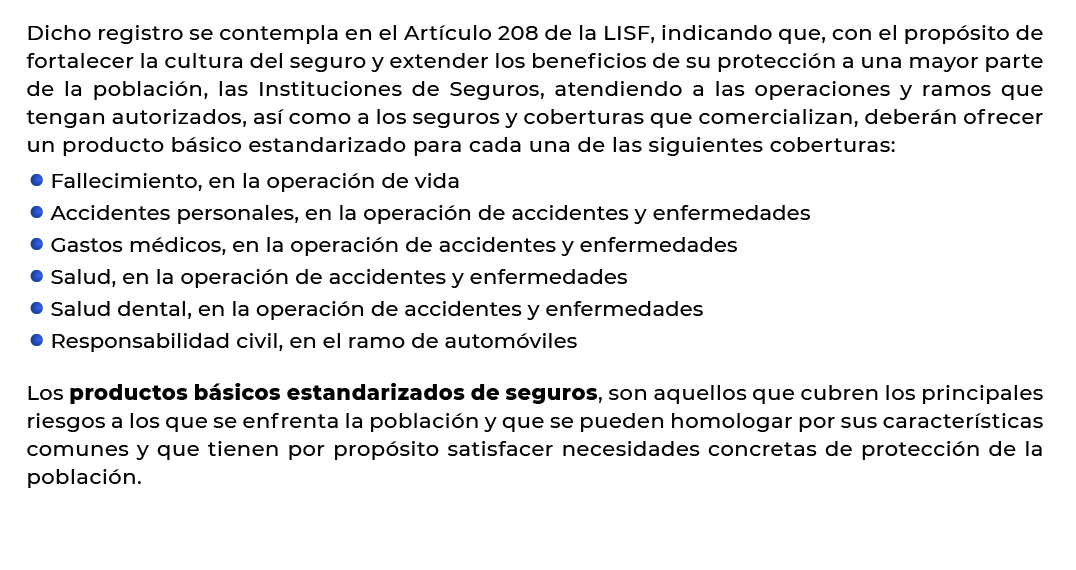 Dicho registro se contempla en el Artículo 208 de la LISF, indicando que, con el propósito de
fortalecer la cultura del seguro y extender los beneficios de su protección a una mayor parte
de la población, las Instituciones de Seguros, atendiendo a las operaciones y ramos que
tengan autorizados, así como a los seguros y coberturas que comercializan, deberán ofrecer
un producto básico estandarizado para cada una de las siguientes coberturas:
Fallecimiento, en la operación de vida
Accidentes personales, en la operación de accidentes y enfermedades
Gastos médicos, en la operación de accidentes y enfermedades
Salud, en la operación de accidentes y enfermedades
Salud dental, en la operación de accidentes y enfermedades
Responsabilidad civil, en el ramo de automóviles
Los productos básicos estandarizados de seguros, son aquellos que cubren los principales
riesgos a los que se enfrenta la población y que se pueden homologar por sus características
comunes y que tienen por propósito satisfacer necesidades concretas de protección de la
población.